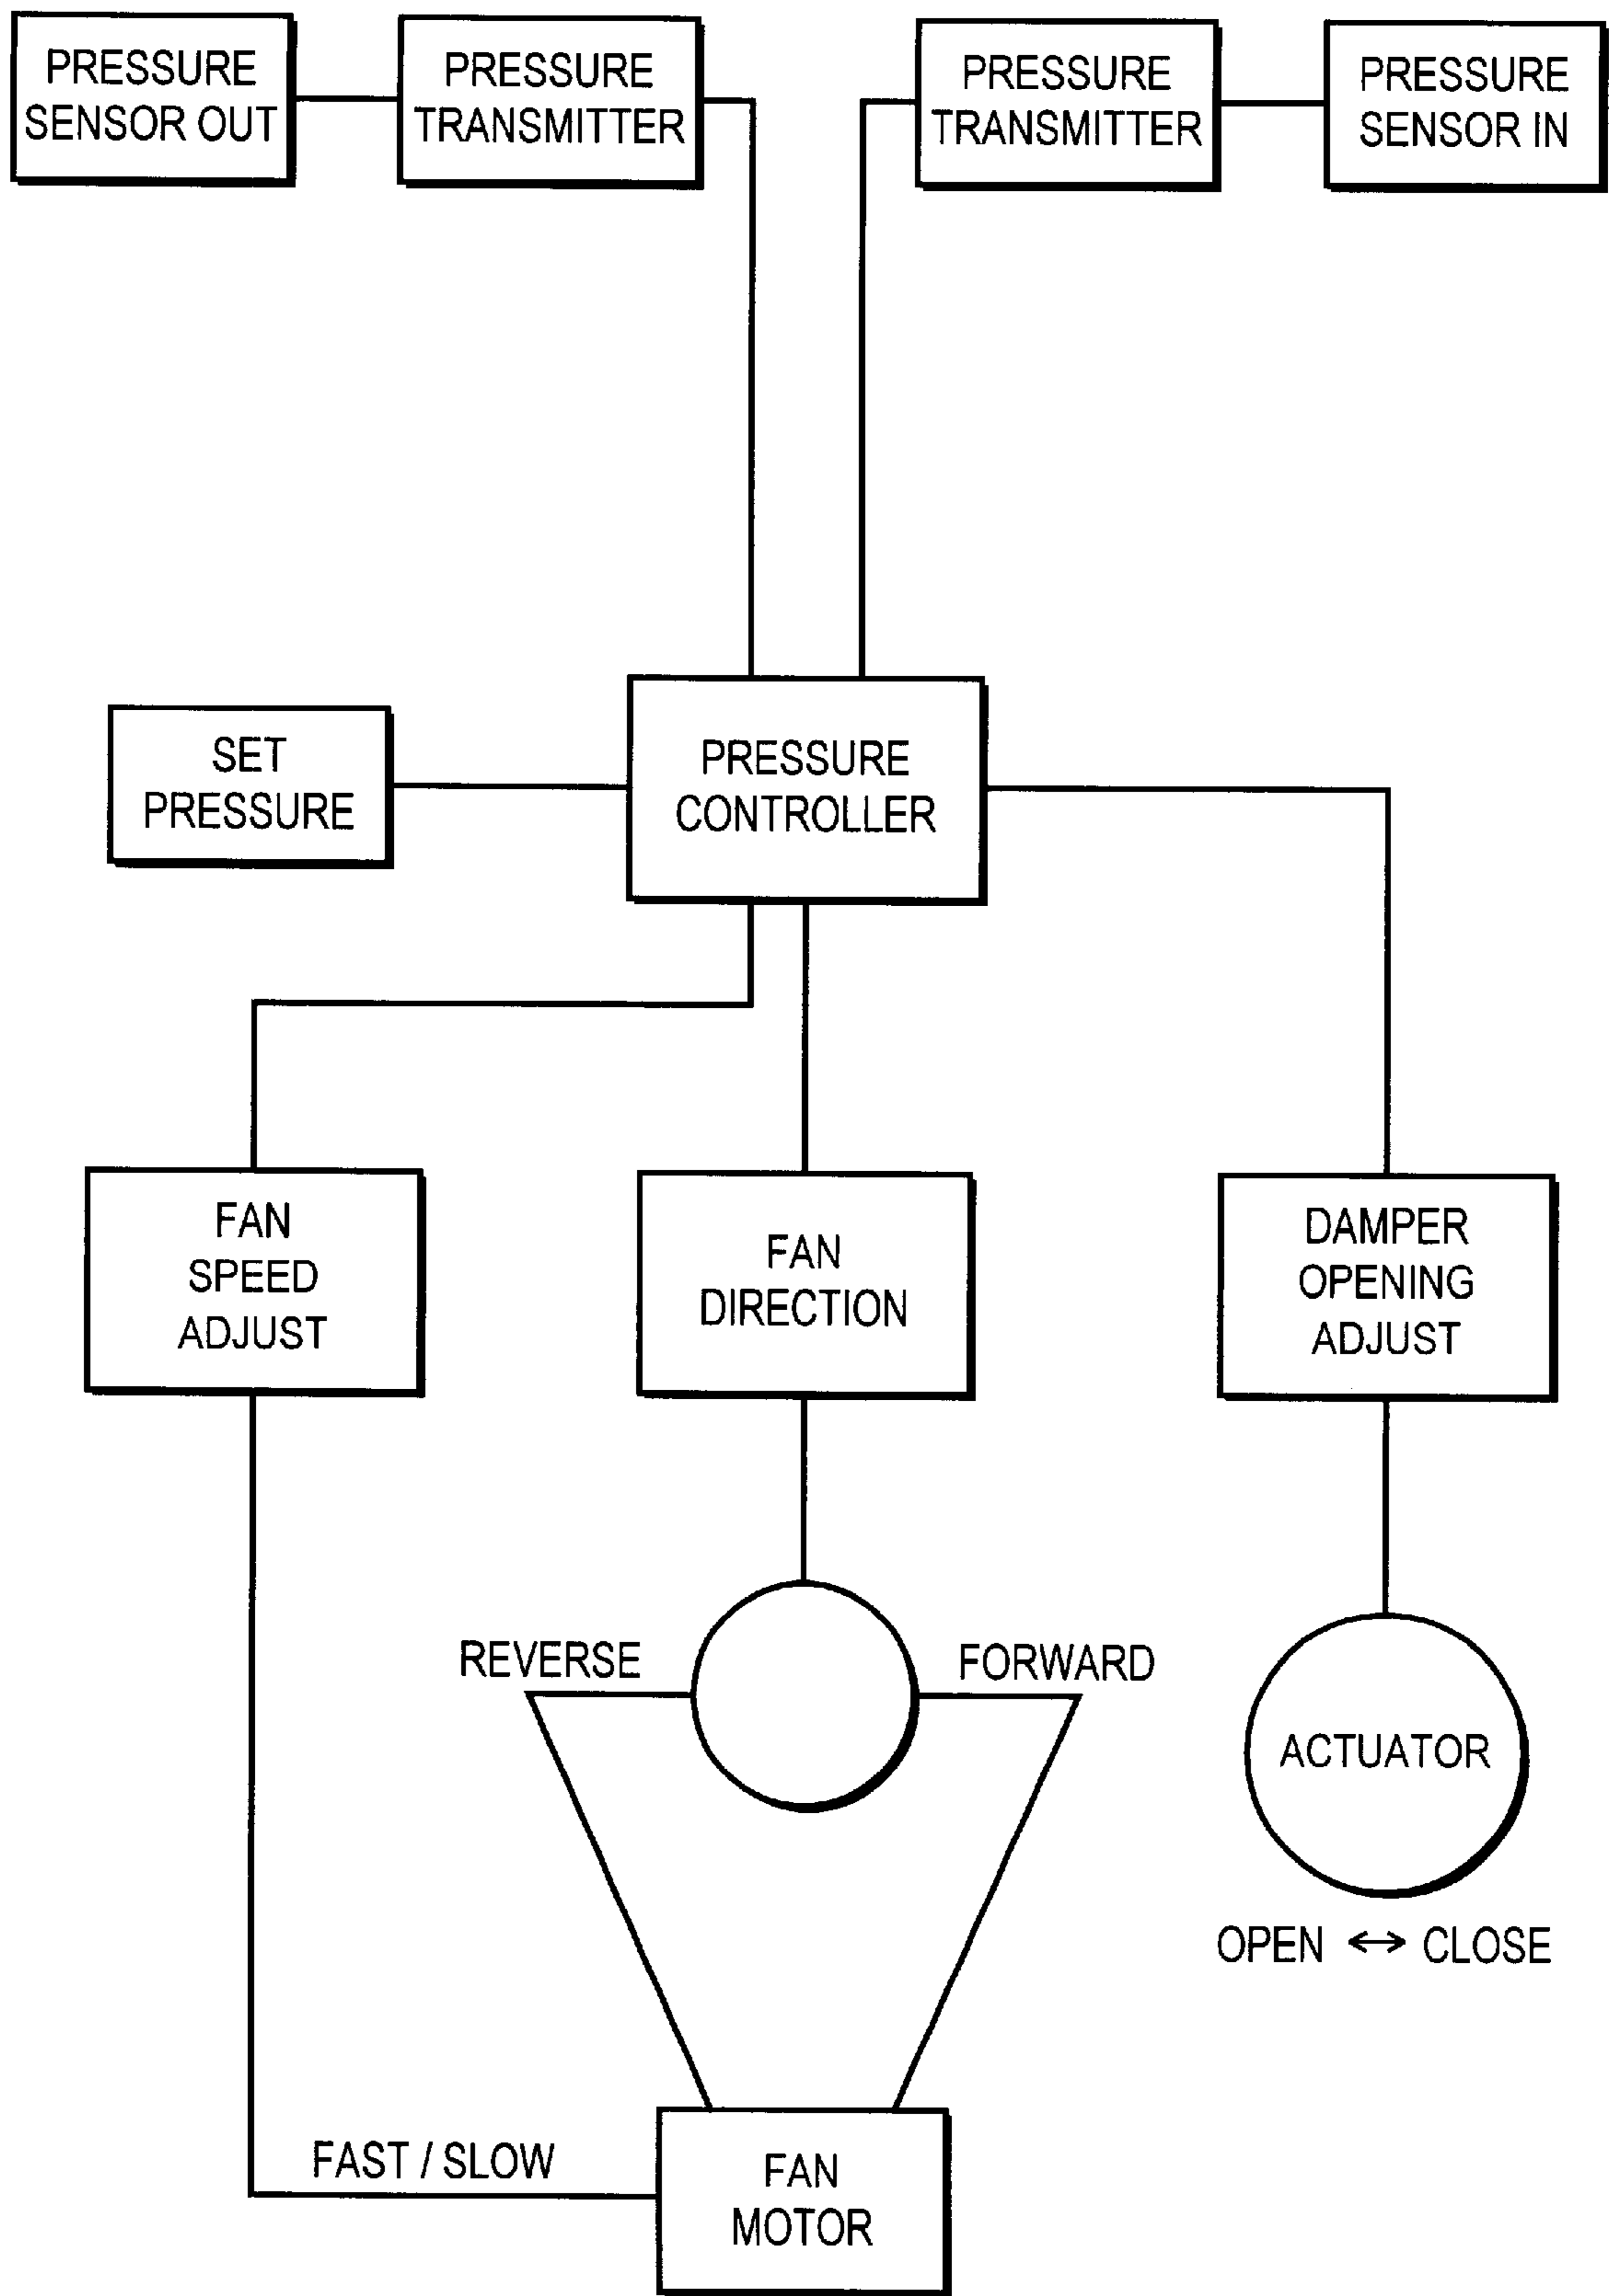 PRESSURE
SENSOR OUT
PRESSURE
TRANSMITTER
PRESSURE
TRANSMITTER
PRESSURE
SENSOR IN
SET
PRESSURE
PRESSURE
CONTROLLER
FAN
SPEED
ADJUST
FAN
DIRECTION
DAMPER
OPENING
ADJUST
REVERSE
FORWARD
ACTUATOR
OPEN ↔ CLOSE
FAST / SLOW
FAN
MOTOR